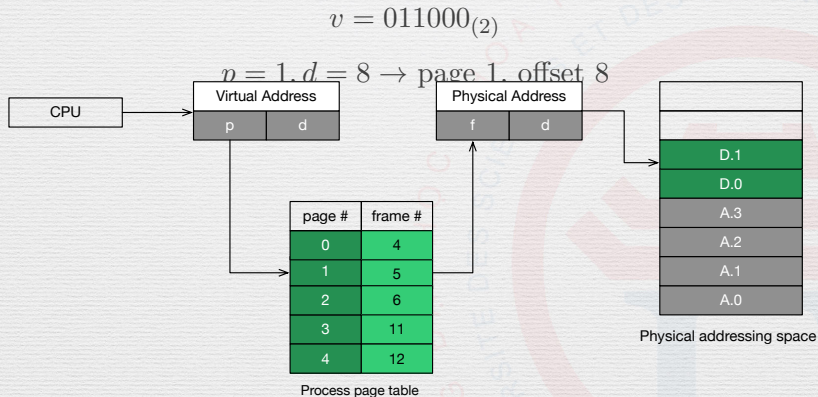 v = 011000₍₂₎
p = 1, d = 8 → page 1, offset 8
Virtual Address
Physical Address
CPU
p d
f d
D.1
D.0
A.3
A.2
A.1
A.0
Physical addressing space
page # frame #
0 4
1 5
2 6
3 11
4 12
Process page table